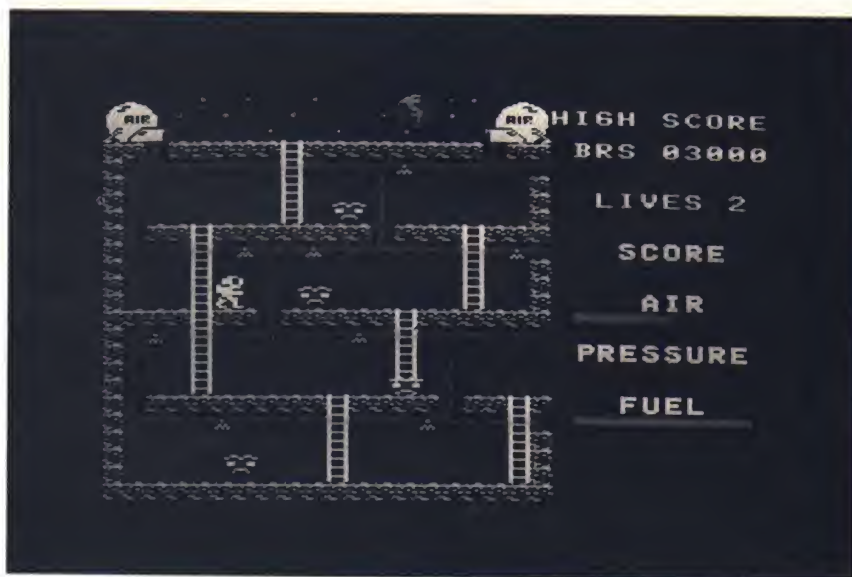 AIR
AIR
HIGH SCORE
BRS 03000
LIVES 2
SCORE
AIR
PRESSURE
FUEL